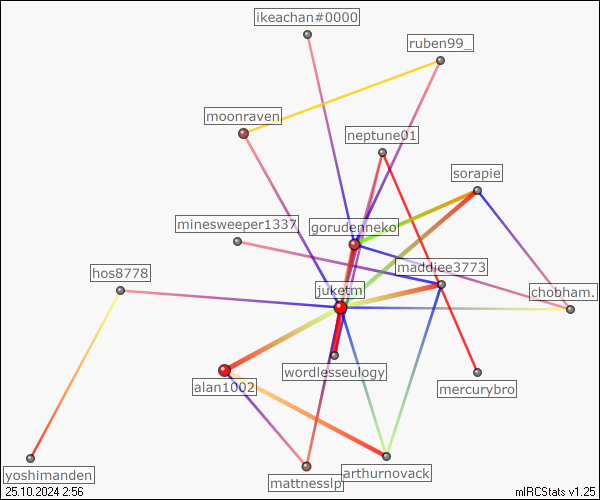 ikeachan#0000
ruben99_
moonraven
neptune01
sorapie
minesweeper1337
gorudenneko
maddiee3773
hos8778
juketm
chobham.
wordlesseulogy
alan1002
mercurybro
yoshimanden
arthurnovack
mattnesslp
25.10.2024 2:56
mIRCStats v1.25